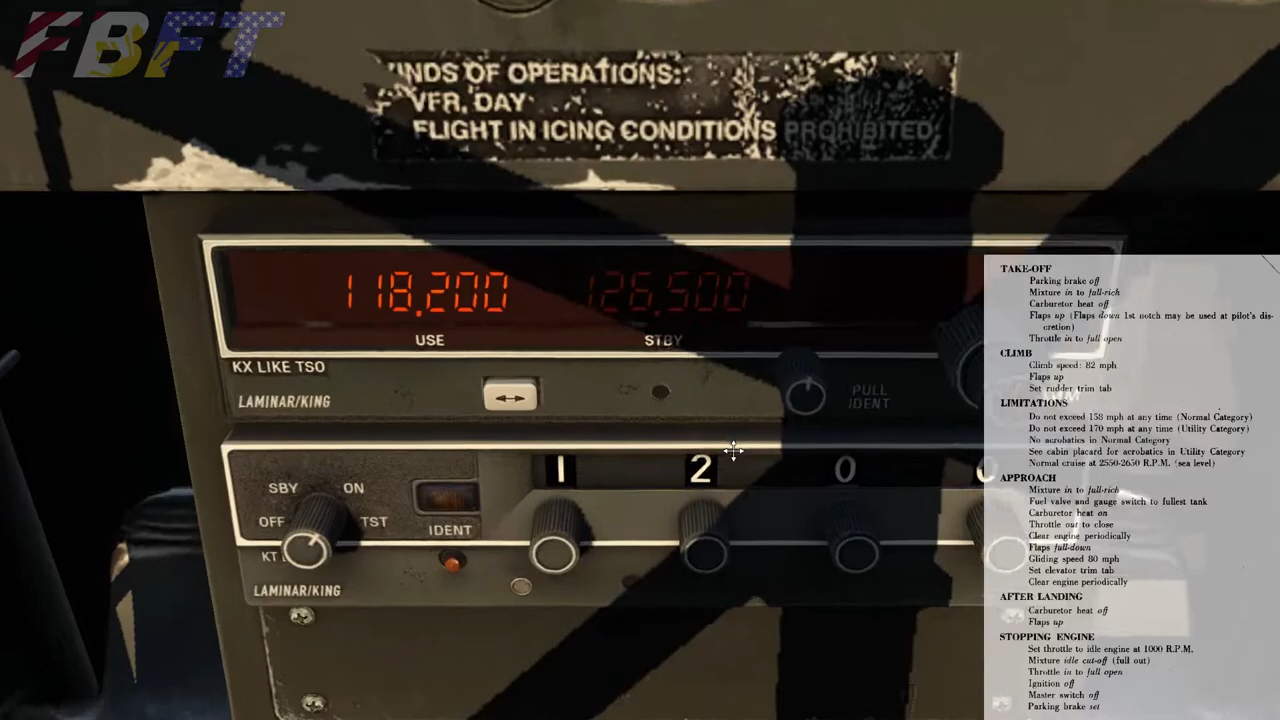 FBFT
KINDS OF OPERATIONS:
VFR, DAY
FLIGHT IN ICING CONDITIONS PROHIBITED
118.200 126.500
USE STBY
KX LIKE TSO
LAMINAR/KING
PULL
IDENT
1 2 0 0
SBY ON
OFF TST
IDENT
KT
LAMINAR/KING
TAKE-OFF
Parking brake off
Mixture in to full-rich
Carburetor heat off
Flaps up (Flaps down 1st notch may be used at pilot's dis-
cretion)
Throttle in to full open
CLIMB
Climb speed: 82 mph
Flaps up
Set rudder trim tab
LIMITATIONS
Do not exceed 158 mph at any time (Normal Category)
Do not exceed 170 mph at any time (Utility Category)
No acrobatics in Normal Category
See cabin placard for acrobatics in Utility Category
Normal cruise at 2550-2650 R.P.M. (sea level)
APPROACH
Mixture in to full-rich
Fuel valve and gauge switch to fullest tank
Carburetor heat on
Throttle out to close
Clear engine periodically
Flaps full-down
Gliding speed 80 mph
Set elevator trim tab
Clear engine periodically
AFTER LANDING
Carburetor heat off
Flaps up
STOPPING ENGINE
Set throttle to idle engine at 1000 R.P.M.
Mixture idle cut-off (full out)
Throttle in to full open
Ignition off
Master switch off
Parking brake set